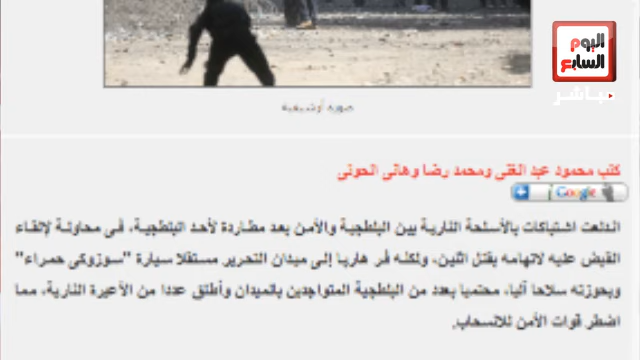 اليوم
السابع
مباشر
صورة أرشيفية
كتب محمود عبد الغنى ومحمد رضا وهانى الحوتى
Google
اندلعت اشتباكات بالأسلحة النارية بين البلطجية والأمن بعد مطاردة لأحد البلطجية، فى محاولة لإلقاء
القبض عليه لاتهامه بقتل اثنين، ولكنه فر هاربا إلى ميدان التحرير مستقلا سيارة "سوزوكى حمراء"
وبحوزته سلاحا آليا، محتميا بعدد من البلطجية المتواجدين بالميدان وأطلق عددا من الأعيرة النارية، مما
اضطر قوات الأمن للانسحاب.